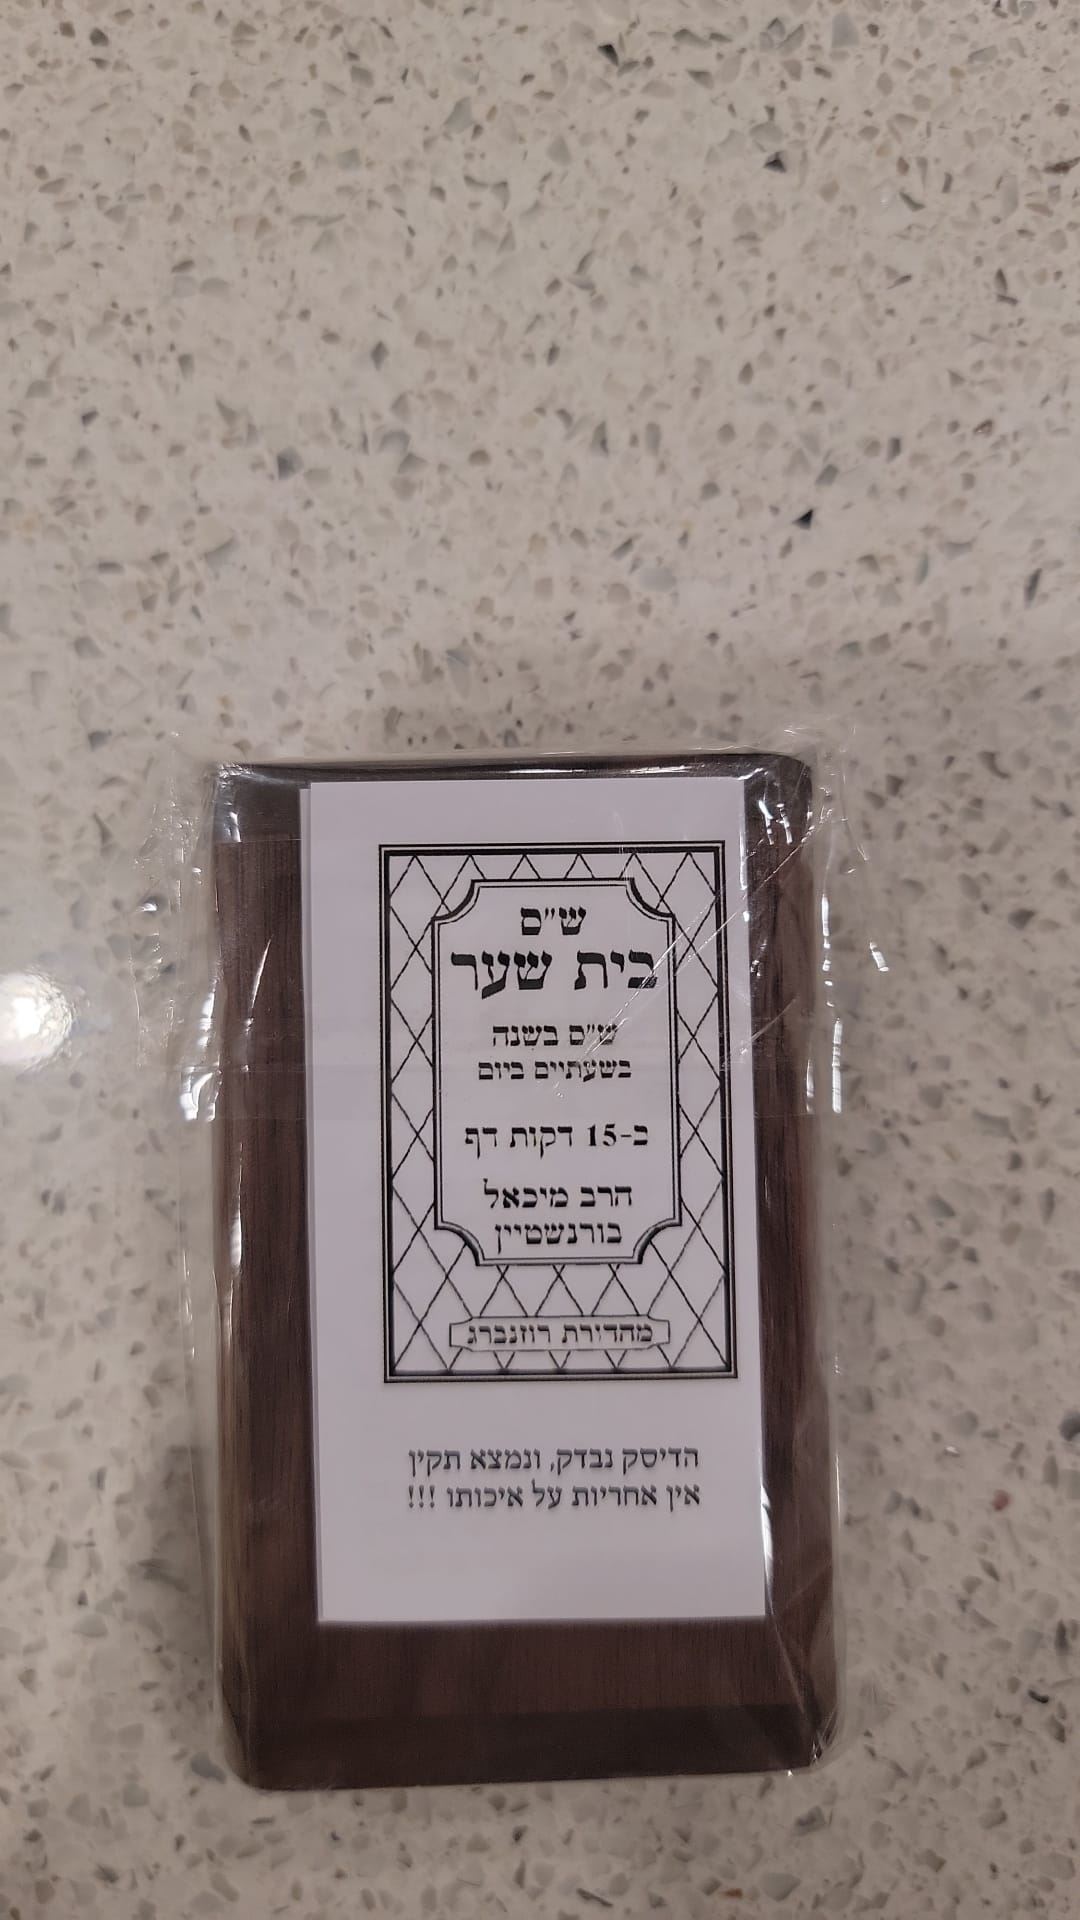 ש״ס
בית שער
ש״ס בשנה
בשעתיים ביום
ב-15 דקות דף
הרב מיכאל
בורנשטיין
מהדורת רוזנברג
הדיסק נבדק, ונמצא תקין
אין אחריות על איכותו !!!